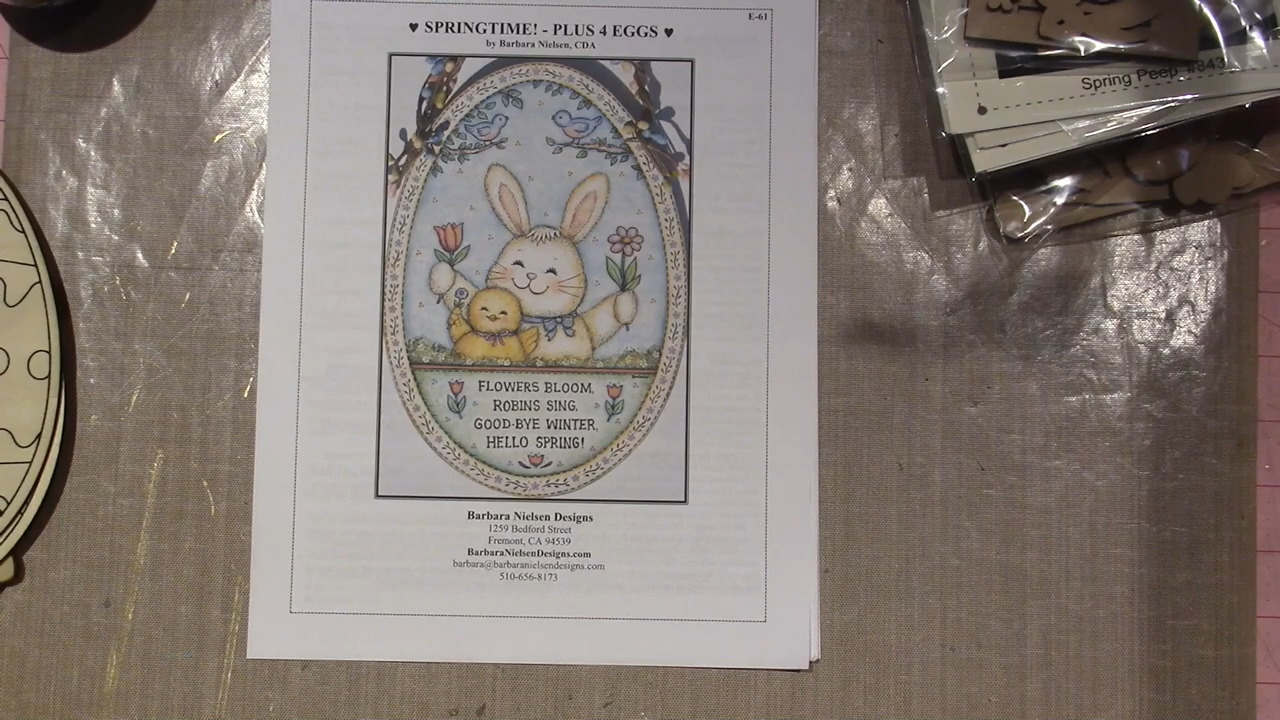 E-61
♥ SPRINGTIME! - PLUS 4 EGGS ♥
by Barbara Nielsen, CDA
FLOWERS BLOOM,
ROBINS SING,
GOOD-BYE WINTER,
HELLO SPRING!
Barbara Nielsen Designs
1259 Bedford Street
Fremont, CA 94539
BarbaraNielsenDesigns.com
barbara@barbaranielsendesigns.com
510-656-8173
Spring Peep #343